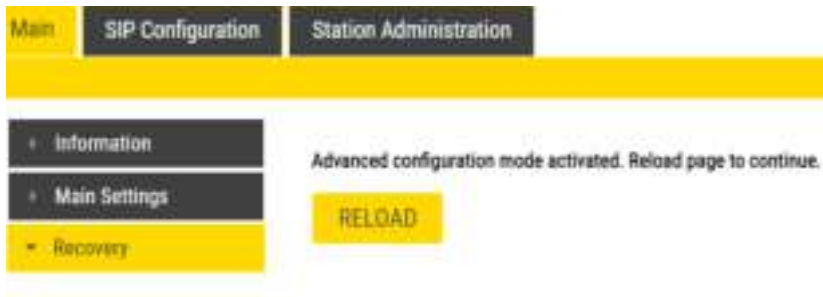 Main SIP Configuration Station Administration
Information
Main Settings
Recovery
Advanced configuration mode activated. Reload page to continue.
RELOAD